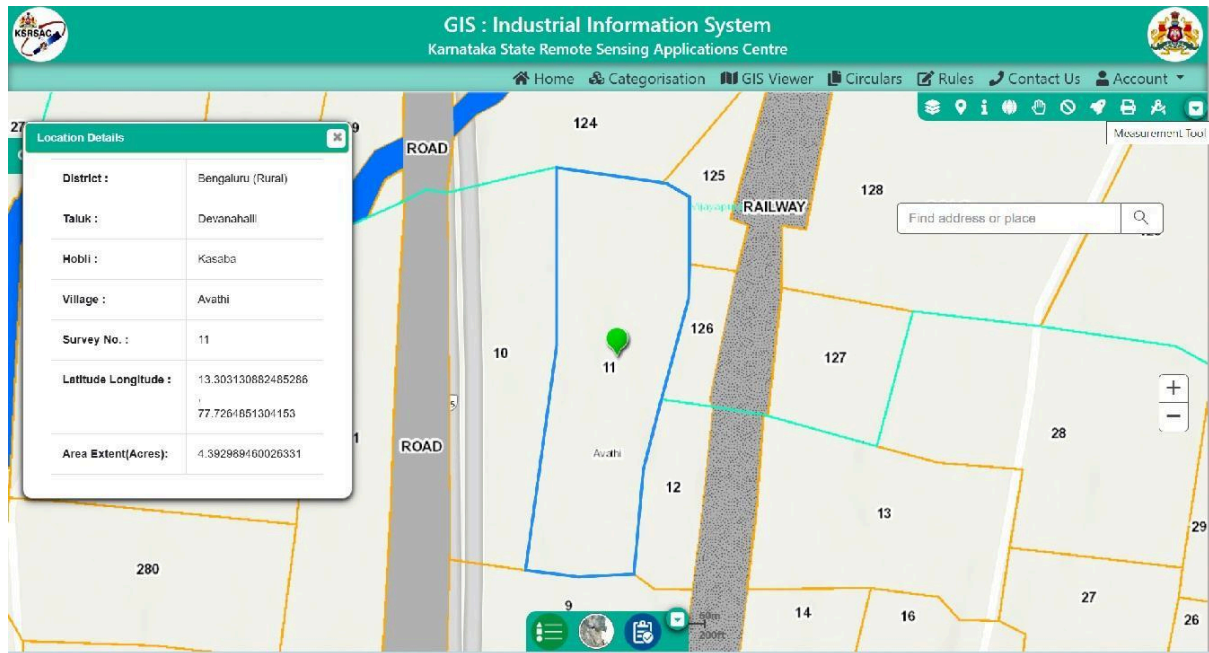 KSRSAC
GIS : Industrial Information System
Karnataka State Remote Sensing Applications Centre
Home Categorisation GIS Viewer Circulars Rules Contact Us Account
Measurement Tool
Find address or place
Location Details
District : Bengaluru (Rural)
Taluk : Devanahalli
Hobli : Kasaba
Village : Avathi
Survey No. : 11
Latitude Longitude : 13.303130882485286
,
77.7264851304153
Area Extent(Acres): 4.392989460026331
27
9
124
ROAD
125
128
RAILWAY
126
10
127
11
1
ROAD
Avathi
28
12
13
29
280
9
14
16
27
26
50m
200ft
+
−